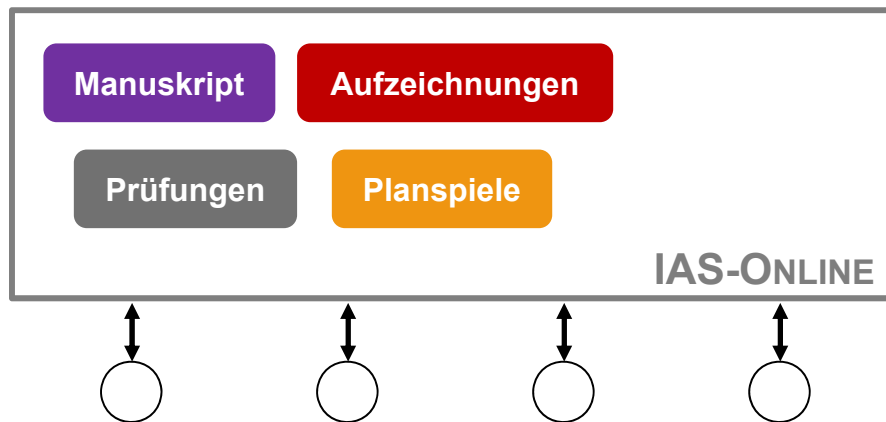 Manuskript
Aufzeichnungen
Prüfungen
Planspiele
IAS-ONLINE